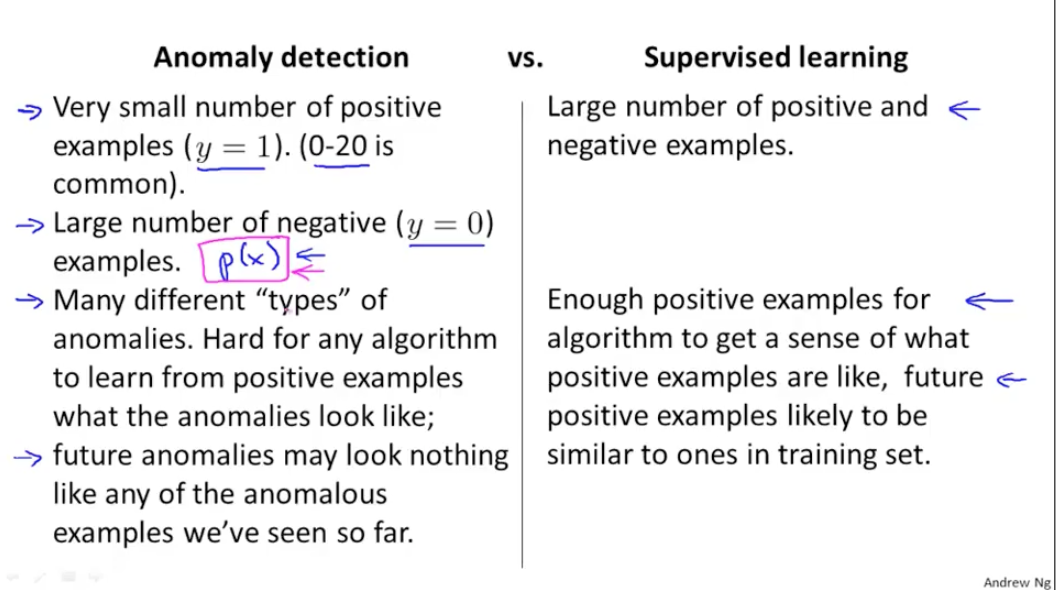 Anomaly detection vs. Supervised learning
Very small number of positive
examples (y = 1). (0-20 is
common).
Large number of negative (y = 0)
examples. p(x)
Many different “types” of
anomalies. Hard for any algorithm
to learn from positive examples
what the anomalies look like;
future anomalies may look nothing
like any of the anomalous
examples we’ve seen so far.
Large number of positive and
negative examples.
Enough positive examples for
algorithm to get a sense of what
positive examples are like, future
positive examples likely to be
similar to ones in training set.
Andrew Ng